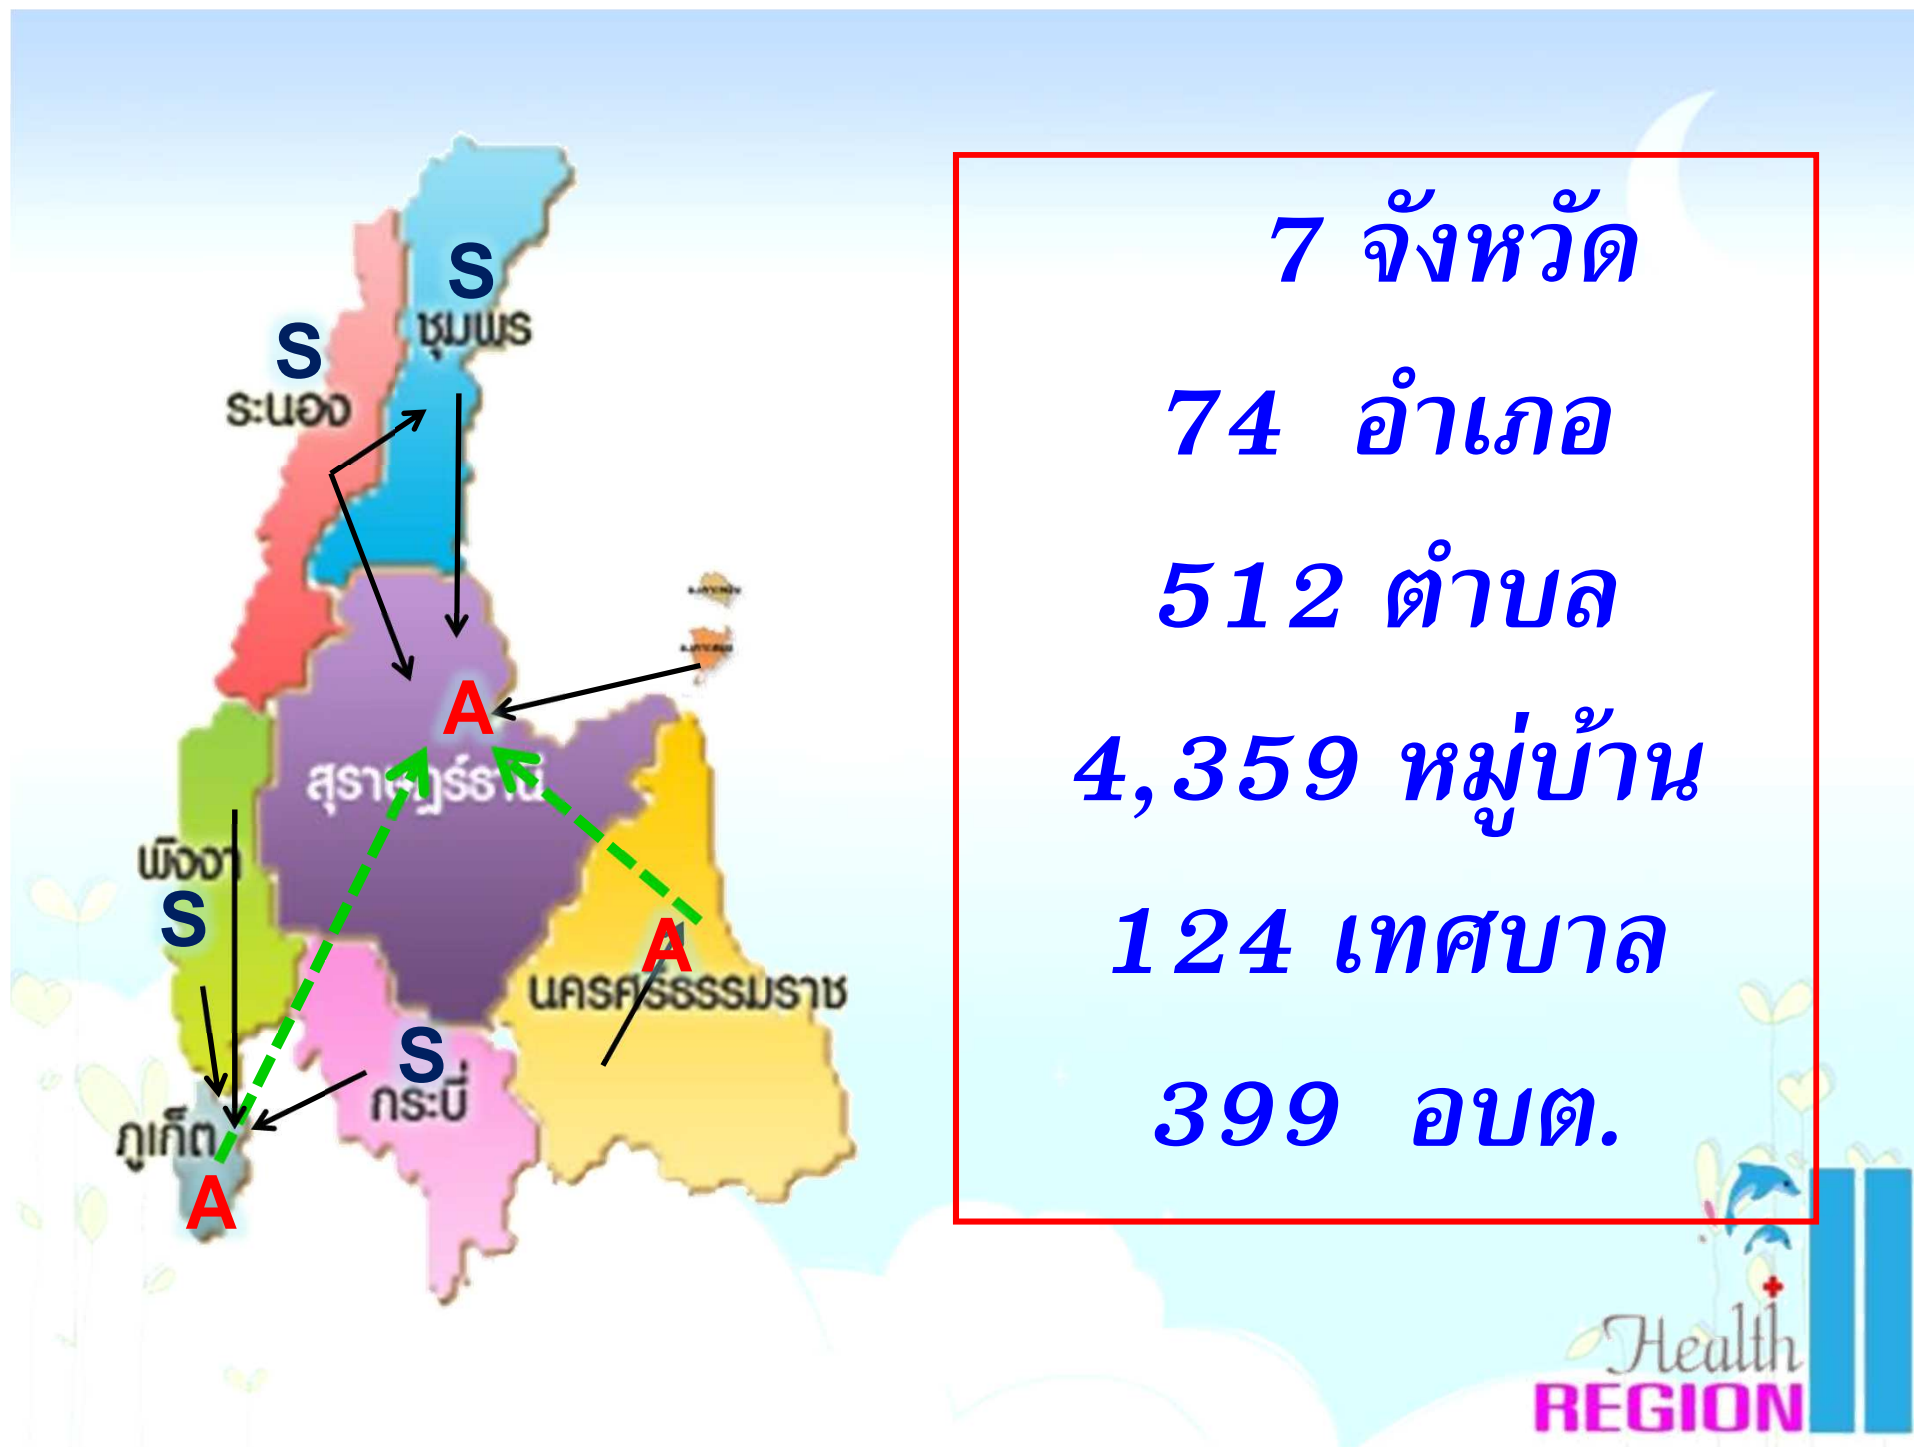 S
ชุมพร
S
ระนอง
A
สุราษฎร์ธานี
พังงา
S
A
นครศรีธรรมราช
S
กระบี่
ภูเก็ต
A
7 จังหวัด
74 อำเภอ
512 ตำบล
4,359 หมู่บ้าน
124 เทศบาล
399 อบต.
Health
REGION 11